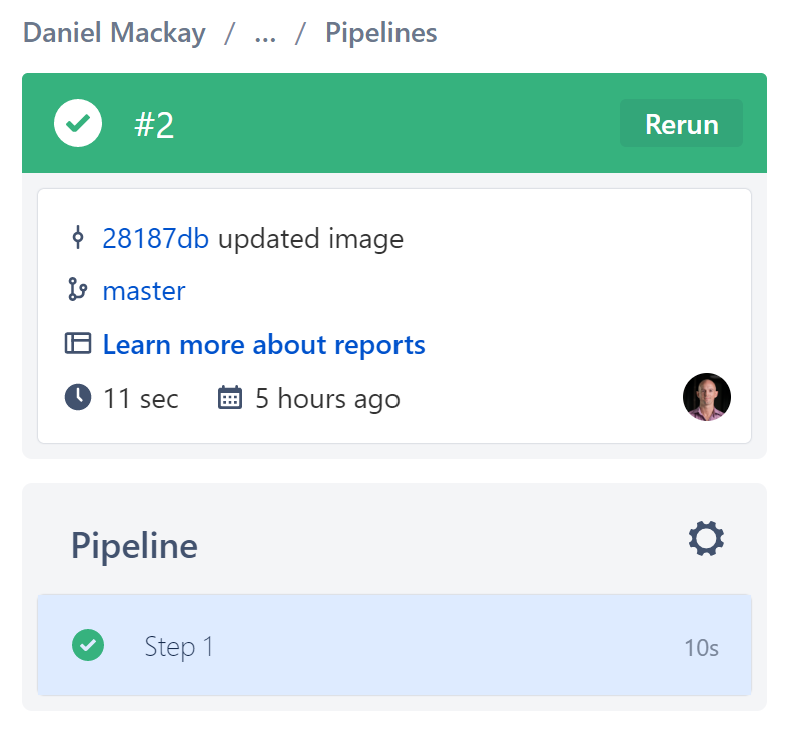 Daniel Mackay / ... / Pipelines
#2 Rerun
28187db updated image
master
Learn more about reports
11 sec 5 hours ago
Pipeline
Step 1 10s